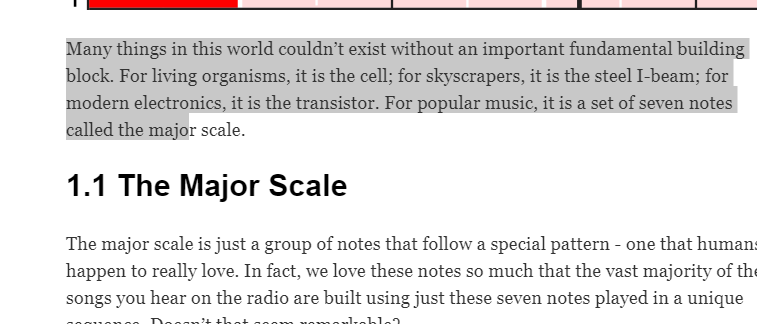 Many things in this world couldn’t exist without an important fundamental building
block. For living organisms, it is the cell; for skyscrapers, it is the steel I-beam; for
modern electronics, it is the transistor. For popular music, it is a set of seven notes
called the major scale.
1.1 The Major Scale
The major scale is just a group of notes that follow a special pattern - one that humans
happen to really love. In fact, we love these notes so much that the vast majority of the
songs you hear on the radio are built using just these seven notes played in a unique
sequence. Doesn’t that seem remarkable?